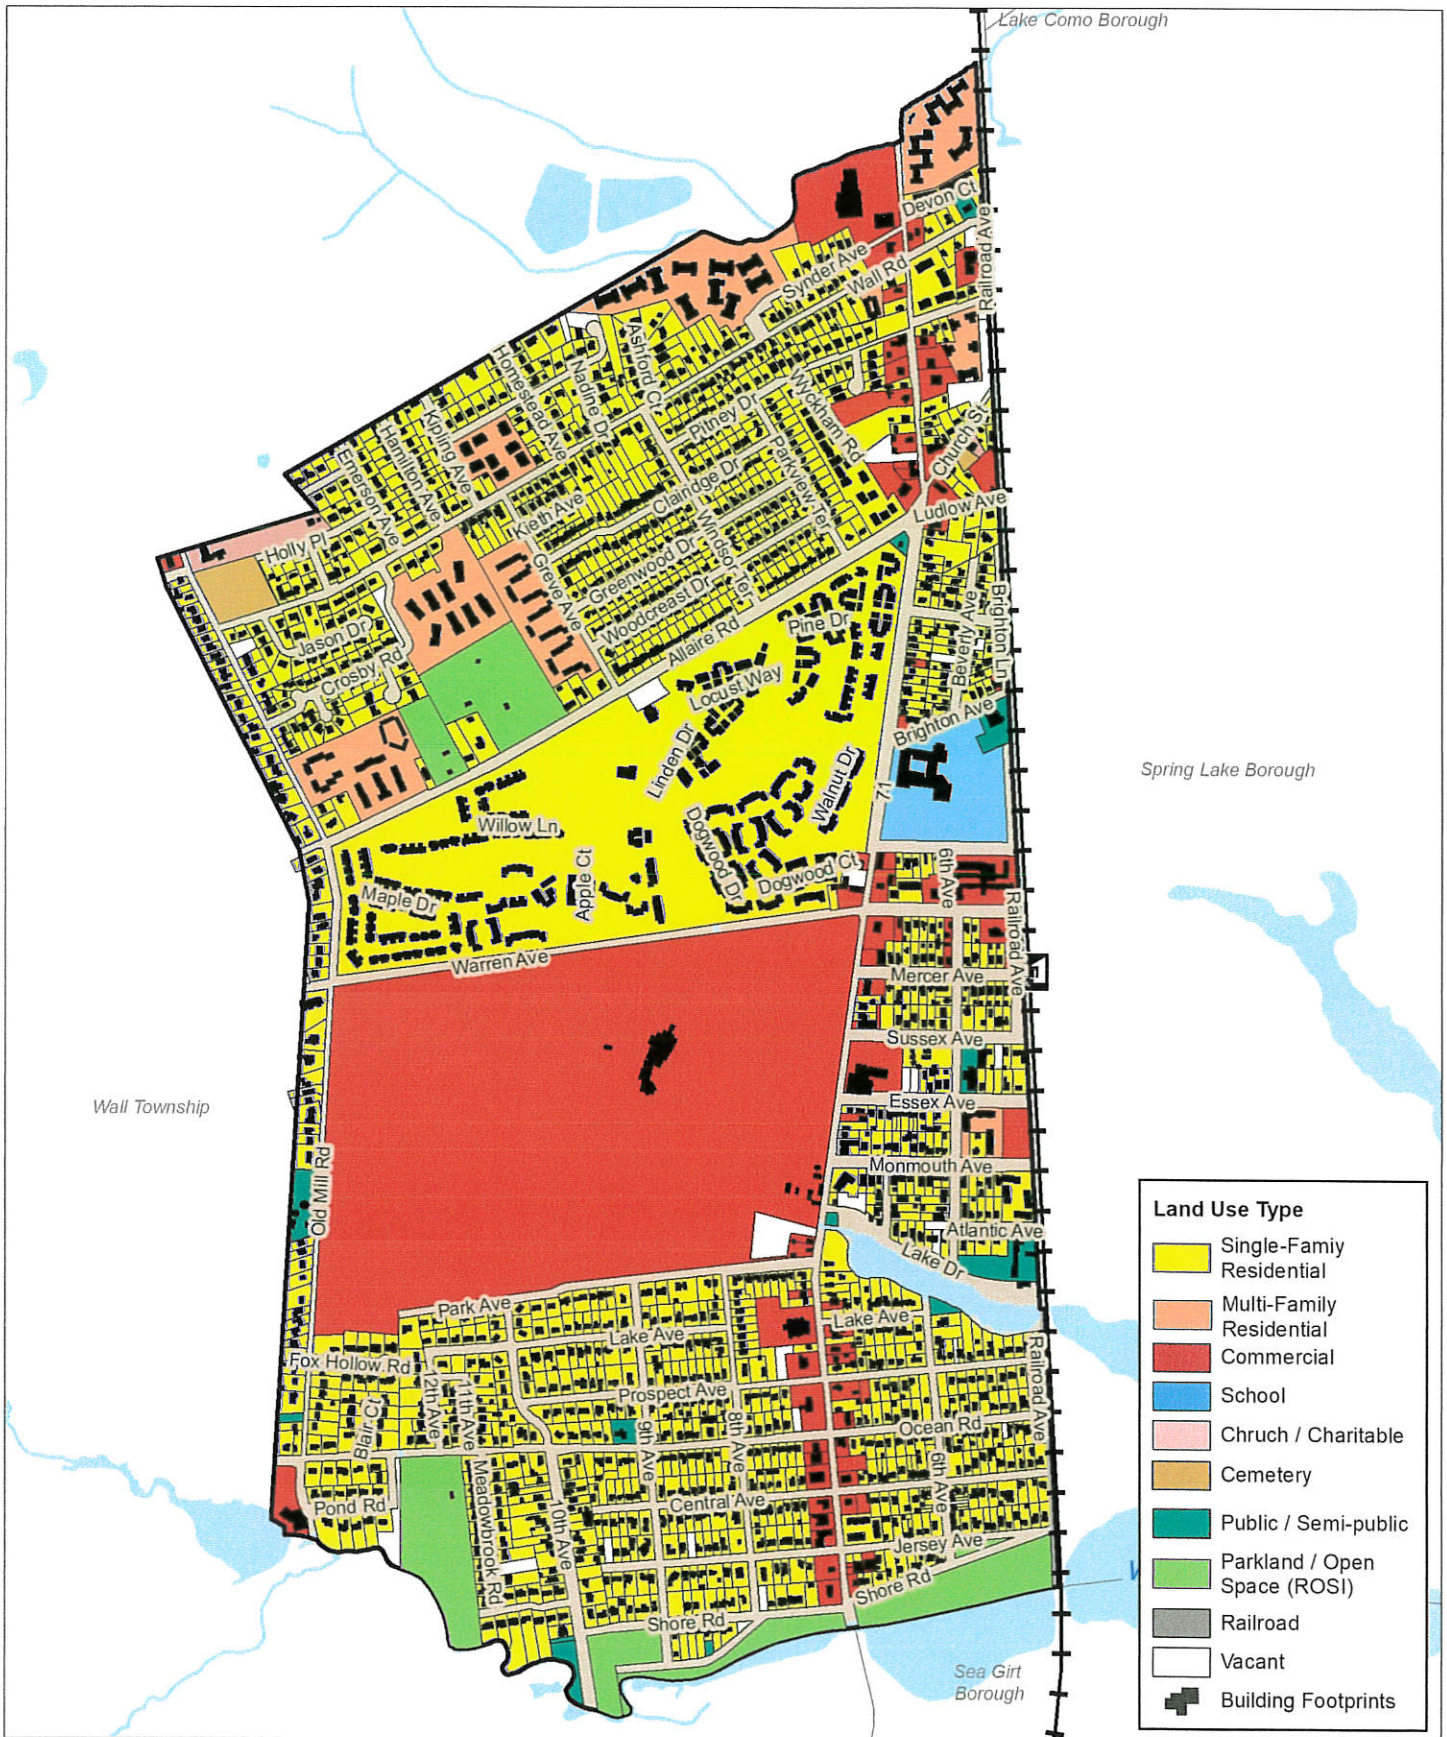 Lake Como Borough
Devon Ct
Railroad Ave
Synder Ave
Wall Rd
Ashford Ct
Homestead Ave
Nadine Dr
Wyckham Rd
Pitney Dr
Kipling Ave
Hamilton Ave
Emerson Ave
Church St
Parkview Ter
Claindge Dr
Kieth Ave
Ludlow Ave
Windsor Ter
Holly Pl
Greenwood Dr
Greve Ave
Woodcreast Dr
Allaire Rd
Pine Dr
Beverly Ave
Brighton Ln
Jason Dr
Crosby Rd
Locust Way
Brighton Ave
Linden Dr
Walnut Dr
71
Spring Lake Borough
Willow Ln
Dogwood Dr
Dogwood Ct
Apple Ct
Maple Dr
6th Ave
Railroad Ave
Warren Ave
Mercer Ave
Sussex Ave
Essex Ave
Wall Township
Old Mill Rd
Monmouth Ave
Atlantic Ave
Lake Dr
Park Ave
Lake Ave
Lake Ave
Fox Hollow Rd
12th Ave
11th Ave
Prospect Ave
Railroad Ave
Blair Ct
9th Ave
8th Ave
Ocean Rd
6th Ave
Meadowbrook Rd
10th Ave
Pond Rd
Central Ave
Jersey Ave
Shore Rd
Shore Rd
Sea Girt
Borough
Land Use Type
Single-Famiy
Residential
Multi-Family
Residential
Commercial
School
Chruch / Charitable
Cemetery
Public / Semi-public
Parkland / Open
Space (ROSI)
Railroad
Vacant
Building Footprints